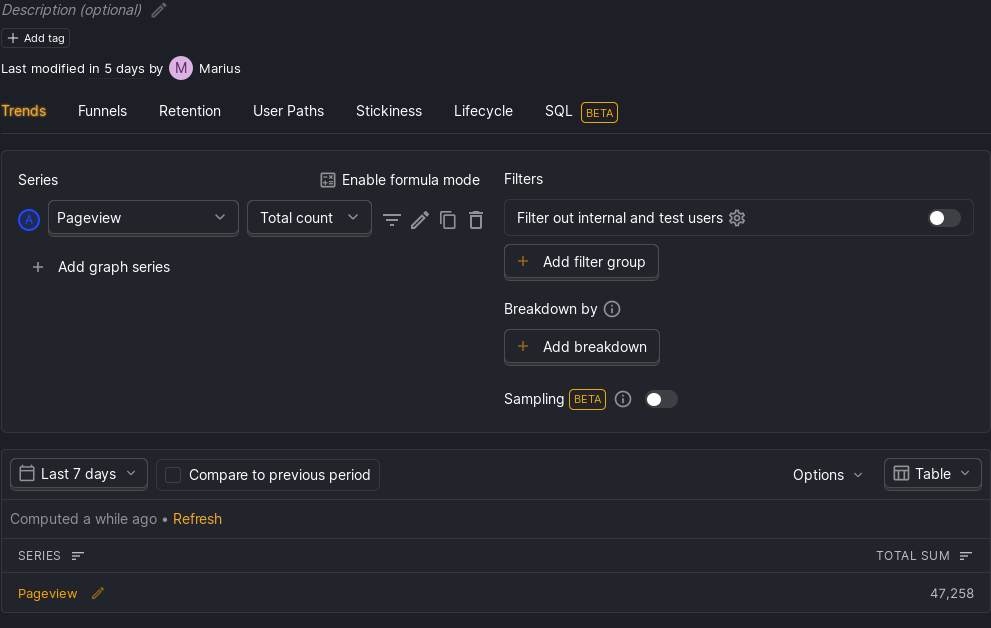 Description (optional)
Add tag
Last modified in 5 days by M Marius
Trends Funnels Retention User Paths Stickiness Lifecycle SQL BETA
Series Enable formula mode
A Pageview Total count
Add graph series
Filters
Filter out internal and test users
Add filter group
Breakdown by
Add breakdown
Sampling BETA
Last 7 days Compare to previous period Options Table
Computed a while ago • Refresh
SERIES TOTAL SUM
Pageview 47,258